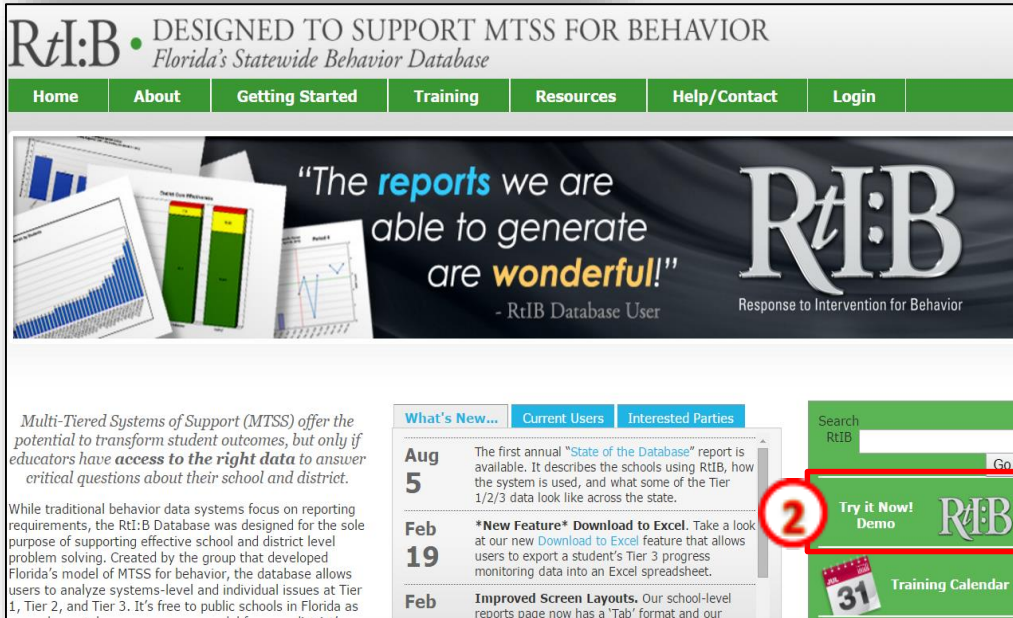 RtI:B • DESIGNED TO SUPPORT MTSS FOR BEHAVIOR
Florida's Statewide Behavior Database
Home About Getting Started Training Resources Help/Contact Login
"The reports we are
able to generate
are wonderful!"
- RtIB Database User
RtI:B
Response to Intervention for Behavior
Multi-Tiered Systems of Support (MTSS) offer the
potential to transform student outcomes, but only if
educators have access to the right data to answer
critical questions about their school and district.
While traditional behavior data systems focus on reporting
requirements, the RtI:B Database was designed for the sole
purpose of supporting effective school and district level
problem solving. Created by the group that developed
Florida's model of MTSS for behavior, the database allows
users to analyze systems-level and individual issues at Tier
1, Tier 2, and Tier 3. It's free to public schools in Florida as
What's New... Current Users Interested Parties
Aug
5
The first annual "State of the Database" report is
available. It describes the schools using RtIB, how
the system is used, and what some of the Tier
1/2/3 data look like across the state.
Feb
19
*New Feature* Download to Excel. Take a look
at our new Download to Excel feature that allows
users to export a student's Tier 3 progress
monitoring data into an Excel spreadsheet.
Feb
Improved Screen Layouts. Our school-level
reports page now has a 'Tab' format and our
Search
RtIB
Go
2
Try it Now!
Demo
RtI:B
31
Training Calendar